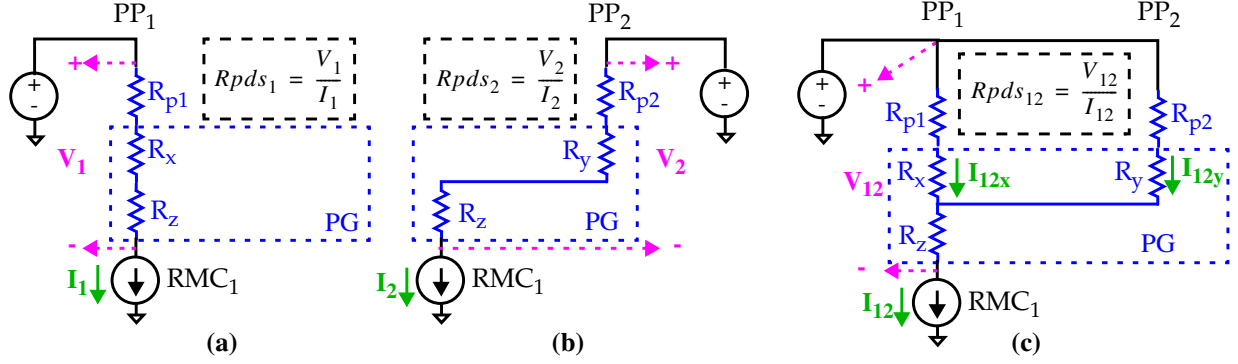 PP1
+
Rpds1 = V1 / I1
+
-
Rp1
V1
Rx
Rz
PG
-
I1
RMC1
(a)
PP2
Rpds2 = V2 / I2
+
+
-
Rp2
Ry
V2
Rz
PG
-
I2
RMC1
(b)
PP1
PP2
+
+
-
Rpds12 = V12 / I12
Rp1
Rp2
V12
Rx
I12x
Ry
I12y
Rz
PG
-
I12
RMC1
(c)